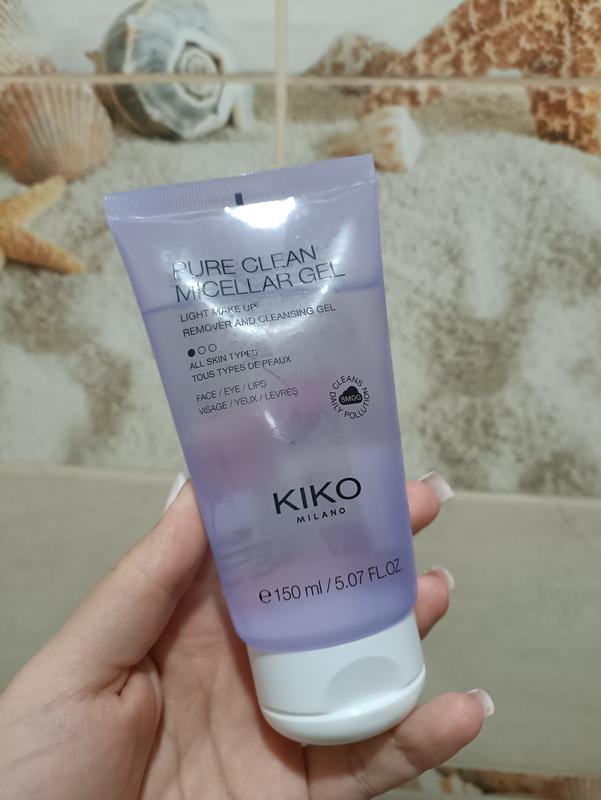 PURE CLEAN
MICELLAR GEL
LIGHT MAKE UP
REMOVER AND CLEANSING GEL
ALL SKIN TYPES
TOUS TYPES DE PEAUX
FACE / EYE / LIPS
VISAGE / YEUX / LÈVRES
CLEANS
SMOG
DAILY POLLUTION
KIKO
MILANO
℮150 ml / 5.07 FL.OZ.